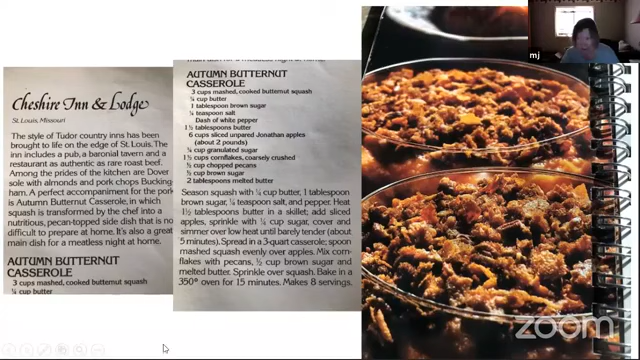 Cheshire Inn & Lodge
St. Louis, Missouri
The style of Tudor country inns has been
brought to life on the edge of St. Louis. The
inn includes a pub, a baronial tavern and a
restaurant as authentic as rare roast beef.
Among the prides of the kitchen are Dover
sole with almonds and pork chops Bucking-
ham. A perfect accompaniment for the pork
is Autumn Butternut Casserole, in which
squash is transformed by the chef into a
nutritious, pecan-topped side dish that is no
difficult to prepare at home. It's also a great
main dish for a meatless night at home.
AUTUMN BUTTERNUT
CASSEROLE
3 cups mashed, cooked butternut squash
¼ cup butter
AUTUMN BUTTERNUT
CASSEROLE
3 cups mashed, cooked butternut squash
¼ cup butter
1 tablespoon brown sugar
¼ teaspoon salt
Dash of white pepper
1½ tablespoons butter
6 cups sliced unpared Jonathan apples
(about 2 pounds)
¼ cup granulated sugar
1½ cups cornflakes, coarsely crushed
½ cup chopped pecans
½ cup brown sugar
2 tablespoons melted butter
Season squash with ¼ cup butter, 1 tablespoon
brown sugar, ¼ teaspoon salt, and pepper. Heat
1½ tablespoons butter in a skillet; add sliced
apples, sprinkle with ¼ cup sugar, cover and
simmer over low heat until barely tender (about
5 minutes). Spread in a 3-quart casserole; spoon
mashed squash evenly over apples. Mix corn-
flakes with pecans, ½ cup brown sugar and
melted butter. Sprinkle over squash. Bake in a
350° oven for 15 minutes. Makes 8 servings.
mj
zoom